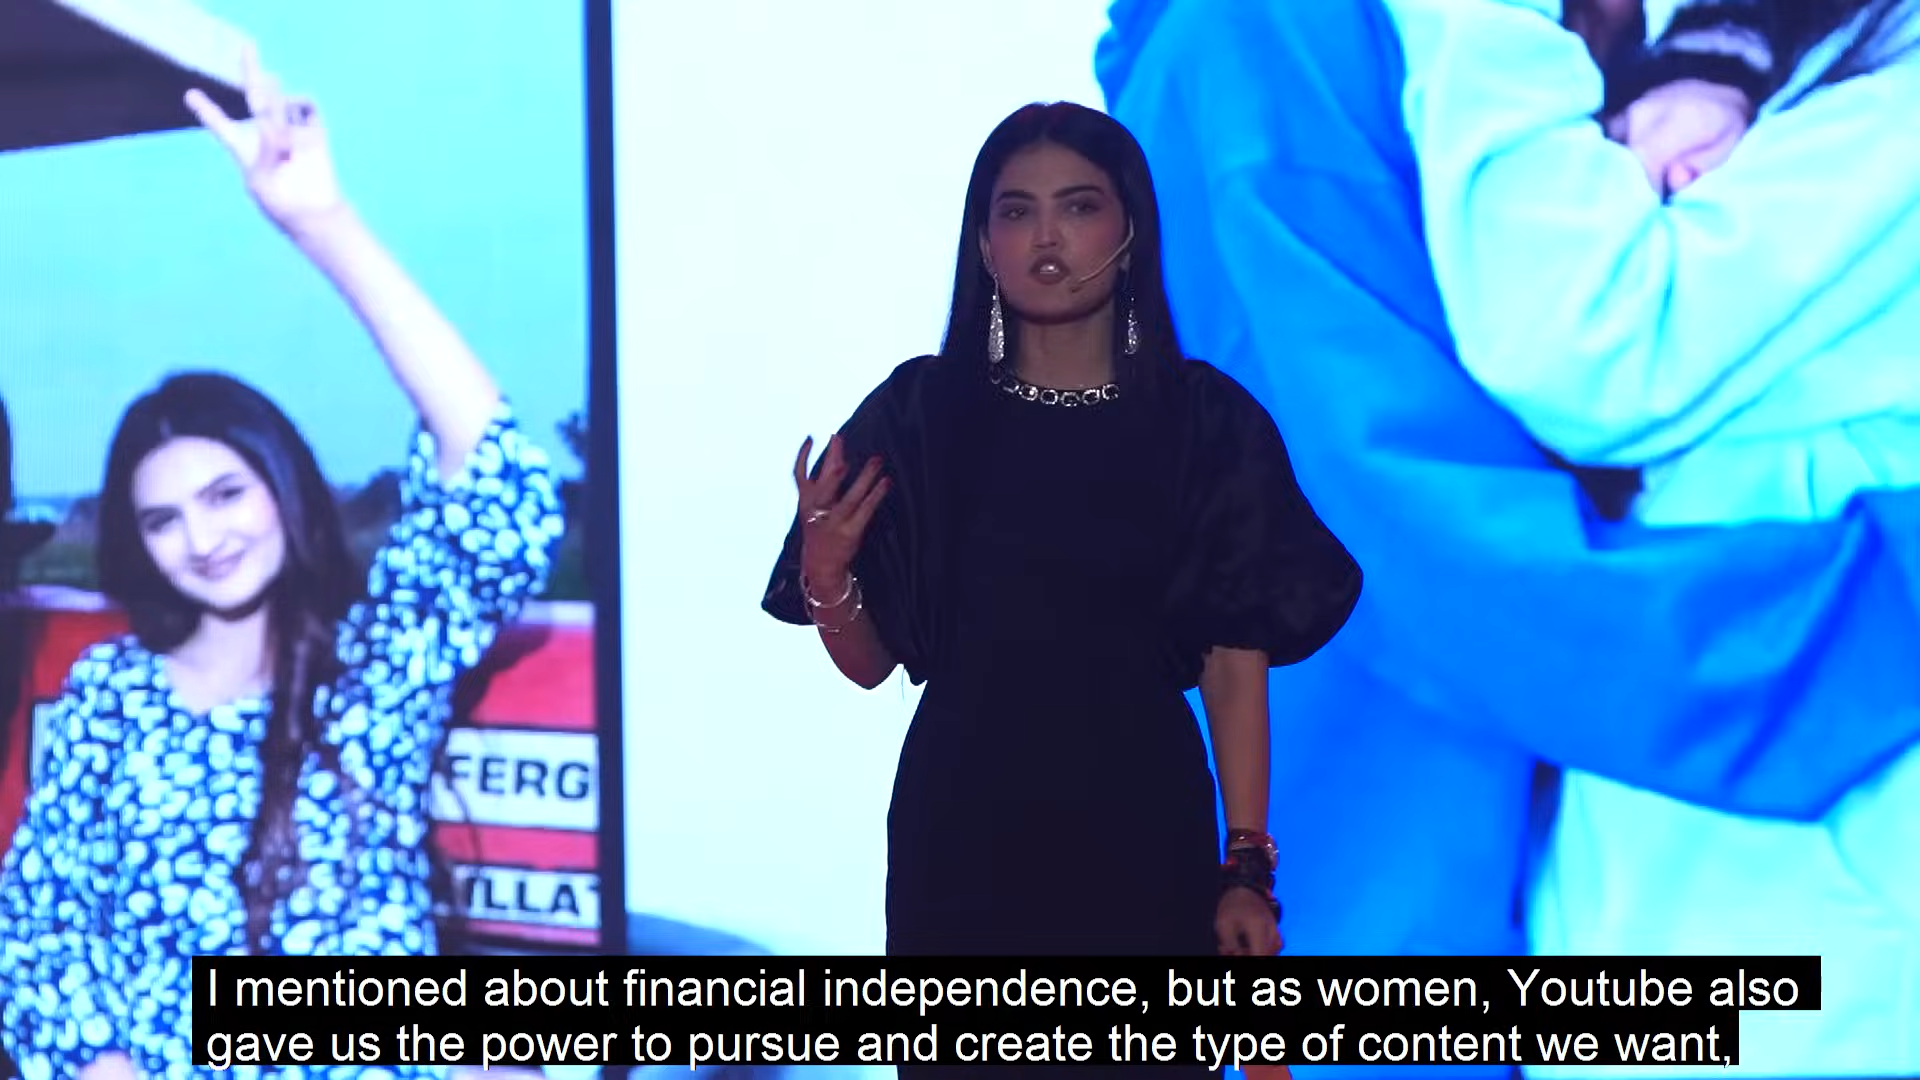 FERG
I mentioned about financial independence, but as women, Youtube also
gave us the power to pursue and create the type of content we want,